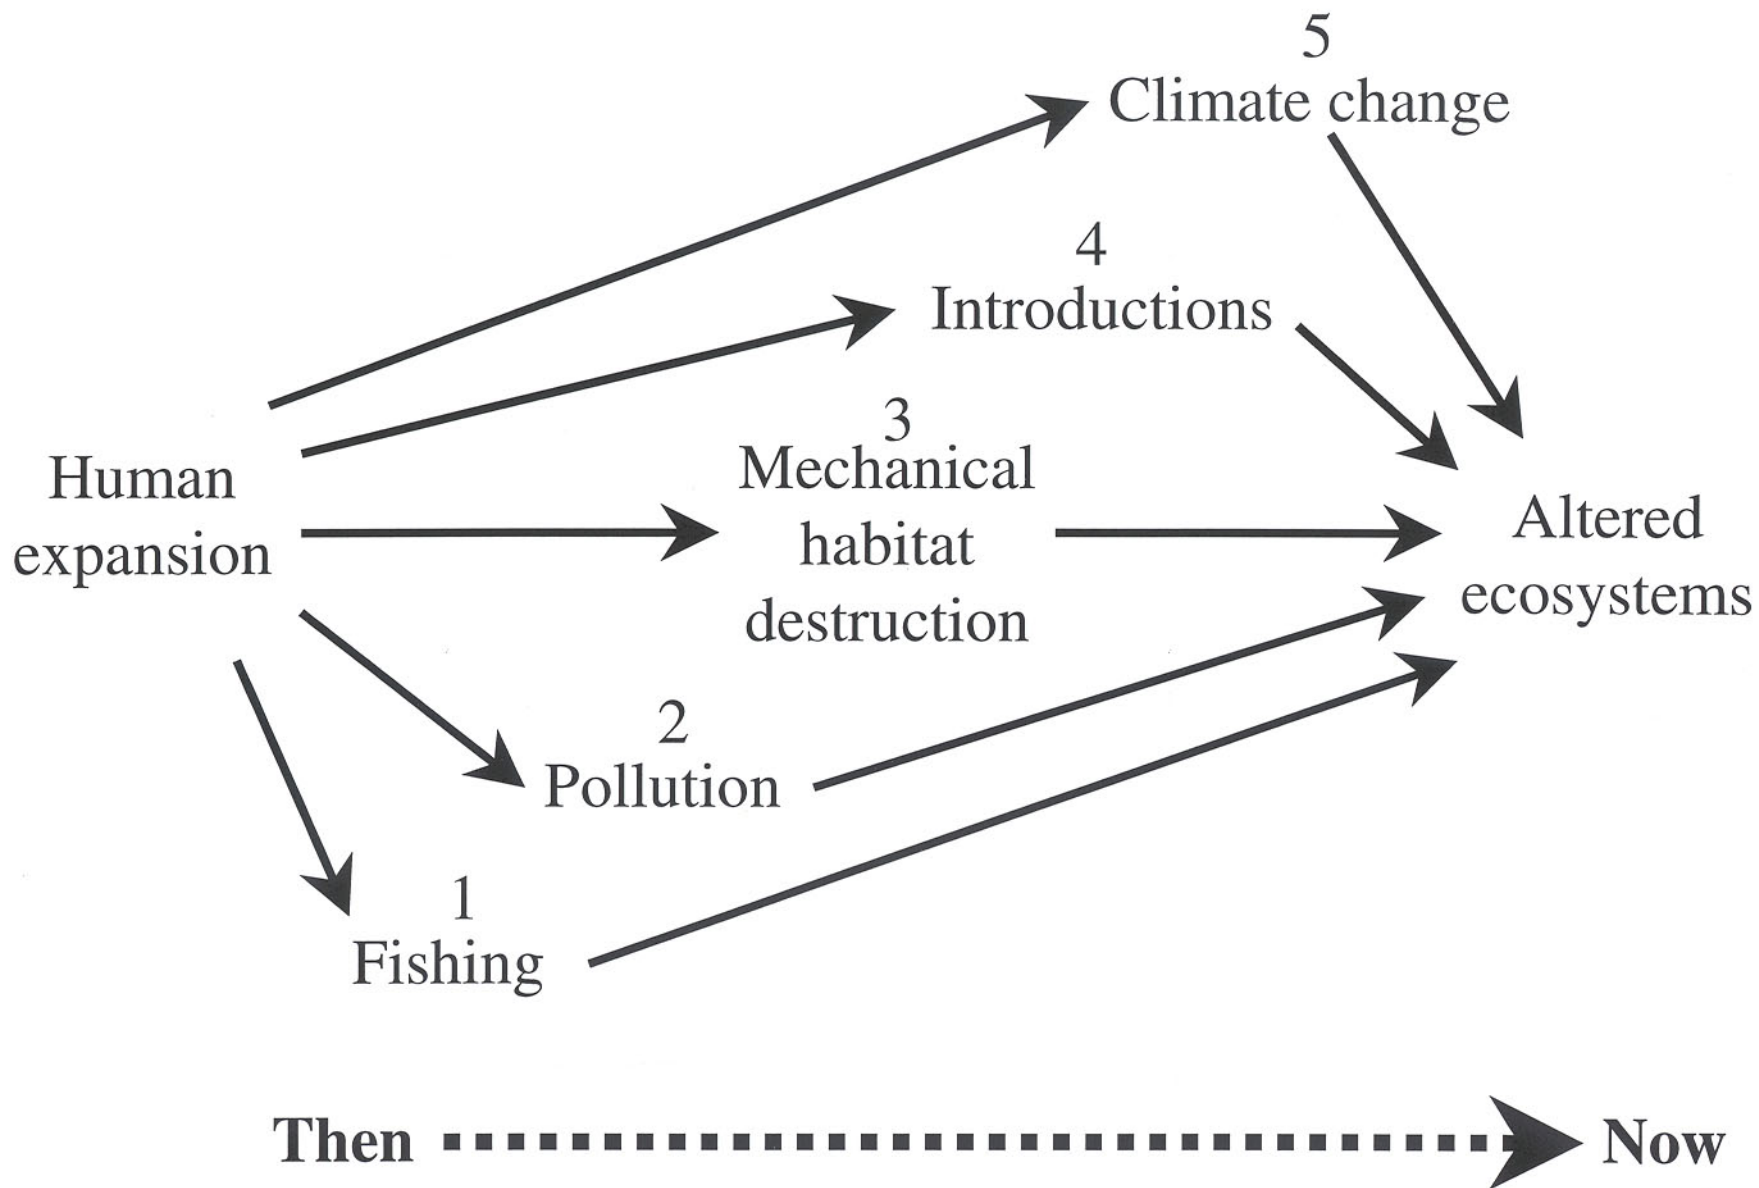 5
Climate change
4
Introductions
3
Mechanical
habitat
destruction
Human
expansion
Altered
ecosystems
2
Pollution
1
Fishing
Then
Now